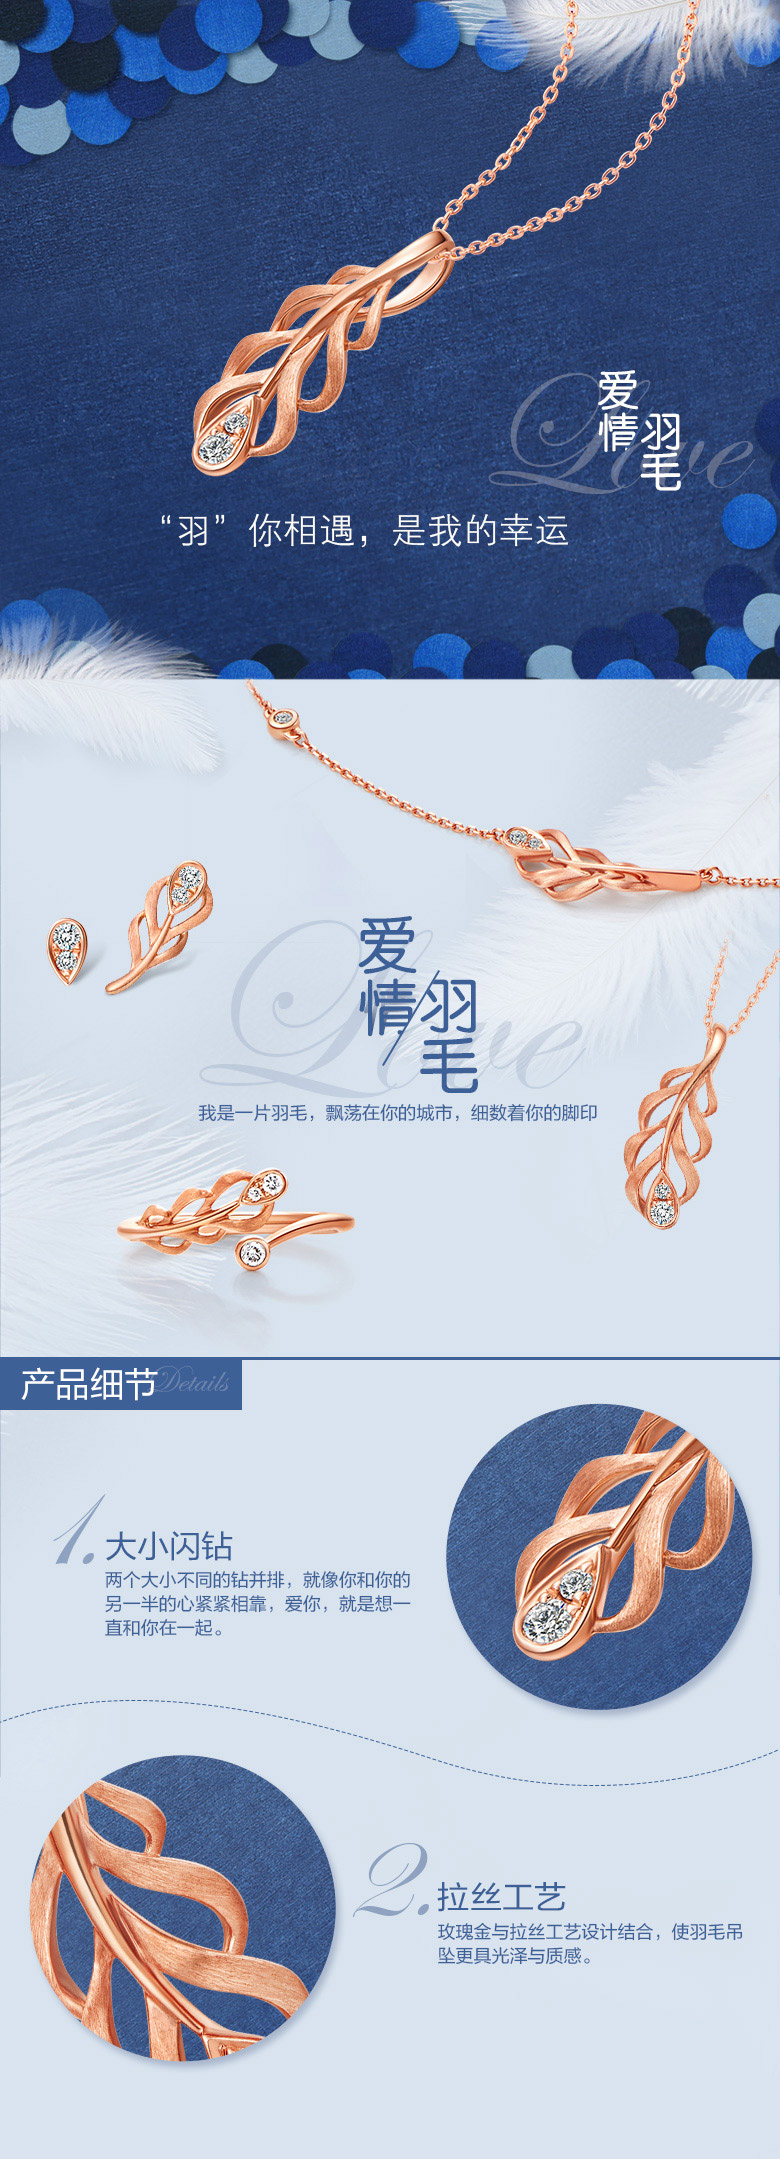 爱情羽毛
Love
“羽”你相遇，是我的幸运
爱情/羽毛
Love
我是一片羽毛，飘荡在你的城市，细数着你的脚印
产品细节 Details
1. 大小闪钻
两个大小不同的钻并排，就像你和你的
另一半的心紧紧相靠，爱你，就是想一
直和你在一起。
2. 拉丝工艺
玫瑰金与拉丝工艺设计结合，使羽毛吊
坠更具光泽与质感。